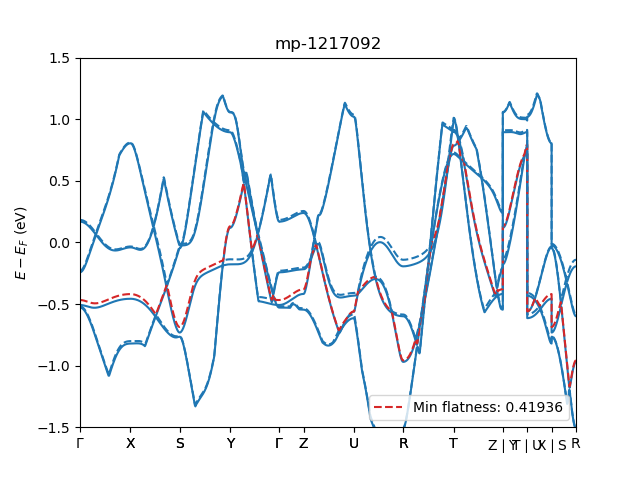 mp-1217092
E − E_F (eV)
1.5
1.0
0.5
0.0
−0.5
−1.0
−1.5
Min flatness: 0.41936
Γ X S Y Γ Z U R T Z | Y T | U X | S R